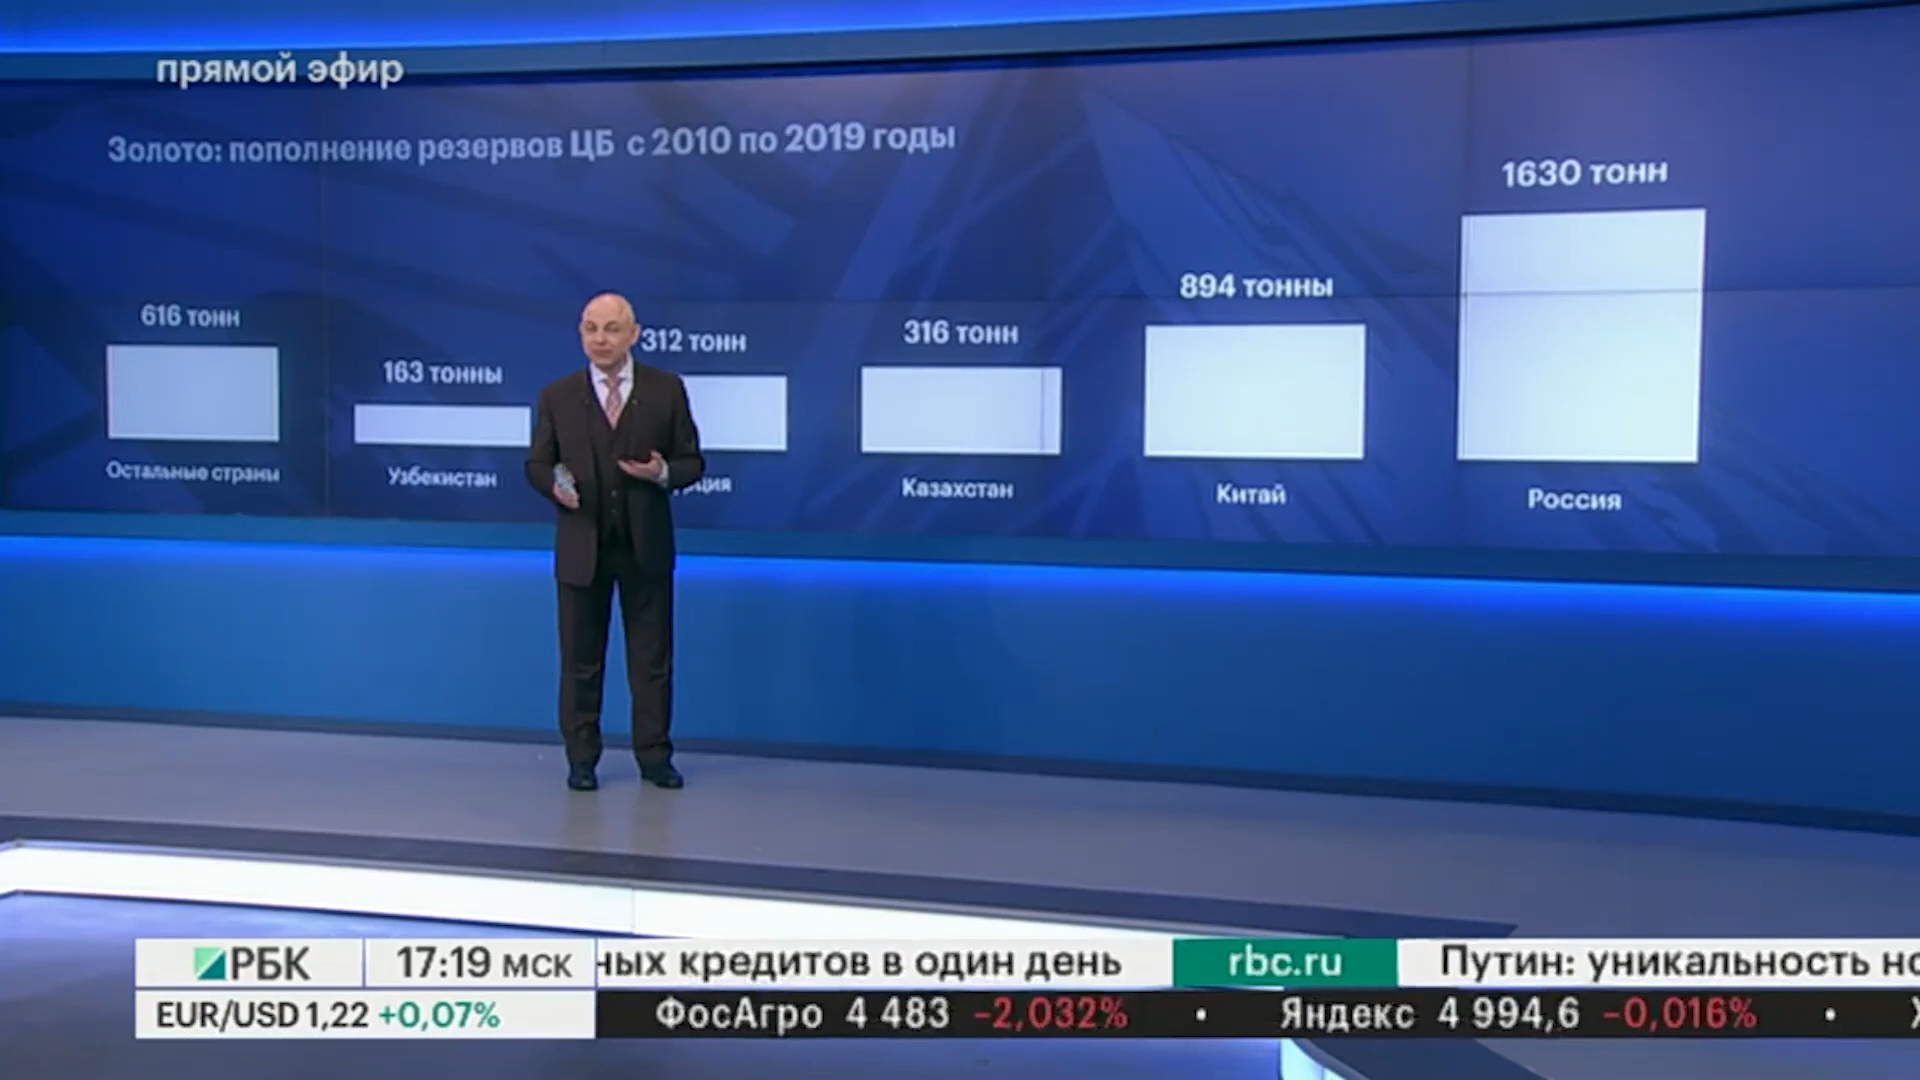 прямой эфир
Золото: пополнение резервов ЦБ с 2010 по 2019 годы
616 тонн
163 тонны
312 тонн
316 тонн
894 тонны
1630 тонн
Остальные страны
Узбекистан
Казахстан
Китай
Россия
РБК 17:19 МСК ных кредитов в один день rbc.ru Путин: уникальность но
EUR/USD 1,22 +0,07% ФосАгро 4 483 -2,032% • Яндекс 4 994,6 -0,016% •